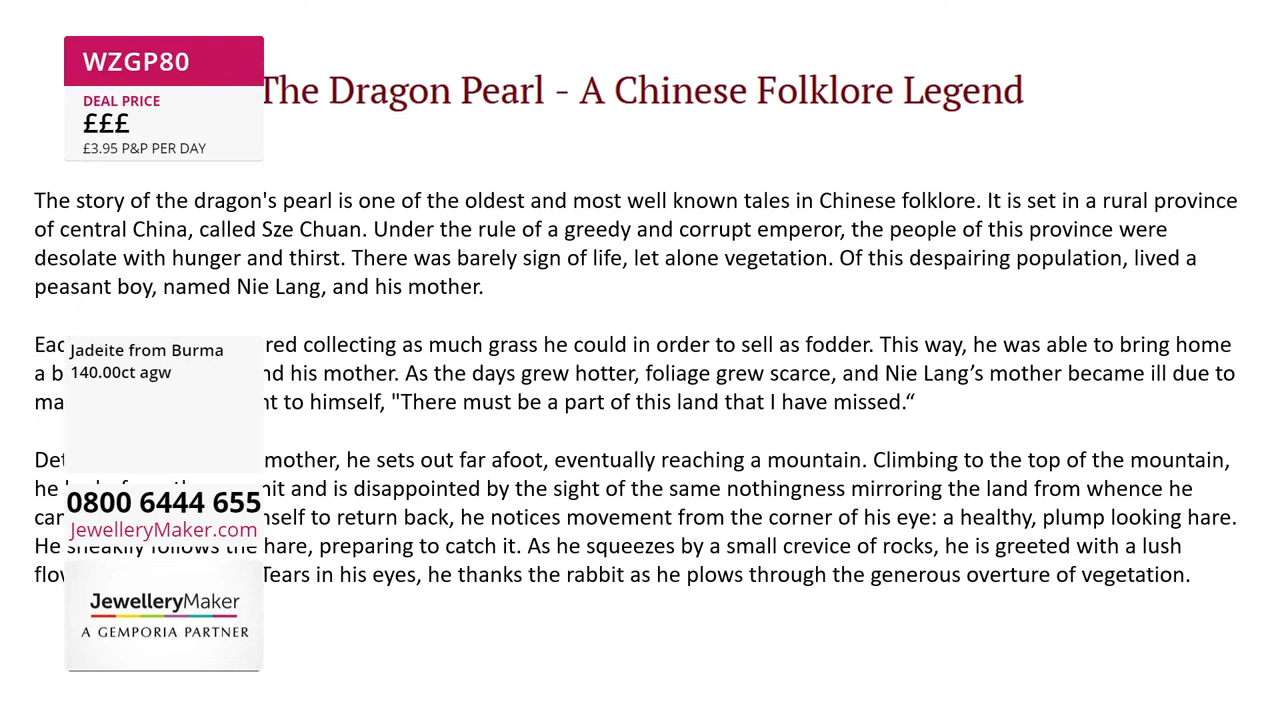 WZGP80
DEAL PRICE
£££
£3.95 P&P PER DAY
The Dragon Pearl - A Chinese Folklore Legend
The story of the dragon's pearl is one of the oldest and most well known tales in Chinese folklore. It is set in a rural province
of central China, called Sze Chuan. Under the rule of a greedy and corrupt emperor, the people of this province were
desolate with hunger and thirst. There was barely sign of life, let alone vegetation. Of this despairing population, lived a
peasant boy, named Nie Lang, and his mother.
collecting as much grass he could in order to sell as fodder. This way, he was able to bring home
a his mother. As the days grew hotter, foliage grew scarce, and Nie Lang’s mother became ill due to
to himself, "There must be a part of this land that I have missed.“
Jadeite from Burma
140.00ct agw
mother, he sets out far afoot, eventually reaching a mountain. Climbing to the top of the mountain,
he and is disappointed by the sight of the same nothingness mirroring the land from whence he
to return back, he notices movement from the corner of his eye: a healthy, plump looking hare.
He sneakily follows the hare, preparing to catch it. As he squeezes by a small crevice of rocks, he is greeted with a lush
Tears in his eyes, he thanks the rabbit as he plows through the generous overture of vegetation.
0800 6444 655
JewelleryMaker.com
JewelleryMaker
A GEMPORIA PARTNER